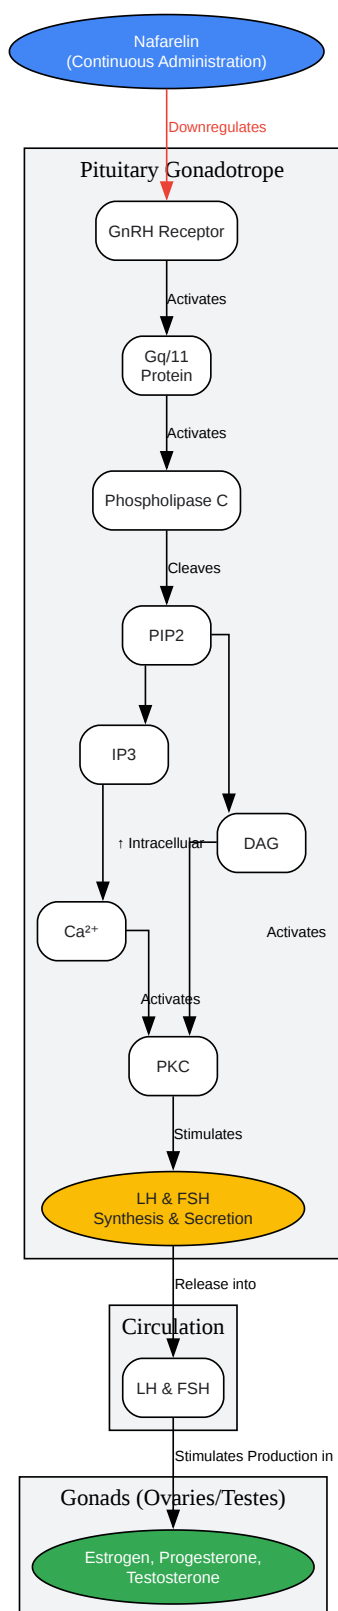 Nafarelin
(Continuous Administration)
Downregulates
Pituitary Gonadotrope
GnRH Receptor
Activates
Gq/11
Protein
Activates
Phospholipase C
Cleaves
PIP2
IP3
↑ Intracellular
DAG
Ca²⁺
Activates
Activates
PKC
Stimulates
LH & FSH
Synthesis & Secretion
Release into
Circulation
LH & FSH
Stimulates Production in
Gonads (Ovaries/Testes)
Estrogen, Progesterone,
Testosterone